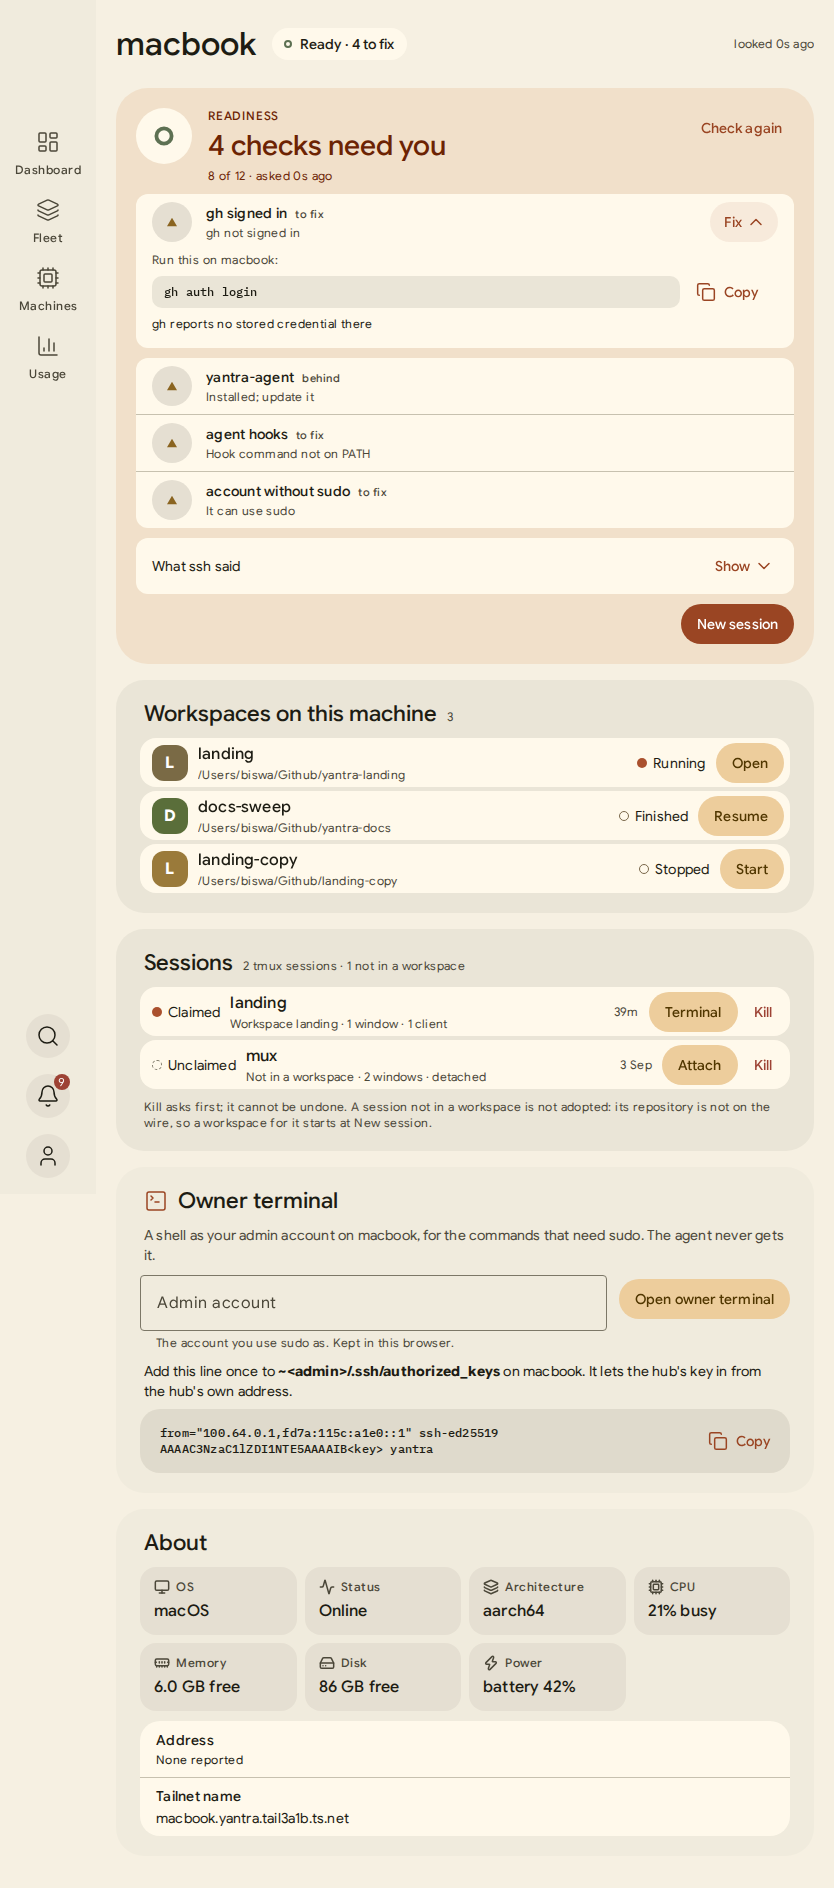 macbook
Ready · 4 to fix
looked 0s ago
Dashboard
Fleet
Machines
Usage
9
READINESS
4 checks need you
8 of 12 · asked 0s ago
Check again
gh signed in to fix
gh not signed in
Fix
Run this on macbook:
gh auth login
Copy
gh reports no stored credential there
yantra-agent behind
Installed; update it
agent hooks to fix
Hook command not on PATH
account without sudo to fix
It can use sudo
What ssh said
Show
New session
Workspaces on this machine 3
L
landing
/Users/biswa/Github/yantra-landing
Running
Open
D
docs-sweep
/Users/biswa/Github/yantra-docs
Finished
Resume
L
landing-copy
/Users/biswa/Github/landing-copy
Stopped
Start
Sessions 2 tmux sessions · 1 not in a workspace
Claimed
landing
Workspace landing · 1 window · 1 client
39m
Terminal
Kill
Unclaimed
mux
Not in a workspace · 2 windows · detached
3 Sep
Attach
Kill
Kill asks first; it cannot be undone. A session not in a workspace is not adopted: its repository is not on the
wire, so a workspace for it starts at New session.
Owner terminal
A shell as your admin account on macbook, for the commands that need sudo. The agent never gets
it.
Admin account
Open owner terminal
The account you use sudo as. Kept in this browser.
Add this line once to ~<admin>/.ssh/authorized_keys on macbook. It lets the hub's key in from
the hub's own address.
from="100.64.0.1,fd7a:115c:a1e0::1" ssh-ed25519
AAAAC3NzaC1lZDI1NTE5AAAAIB<key> yantra
Copy
About
OS
macOS
Status
Online
Architecture
aarch64
CPU
21% busy
Memory
6.0 GB free
Disk
86 GB free
Power
battery 42%
Address
None reported
Tailnet name
macbook.yantra.tail3a1b.ts.net